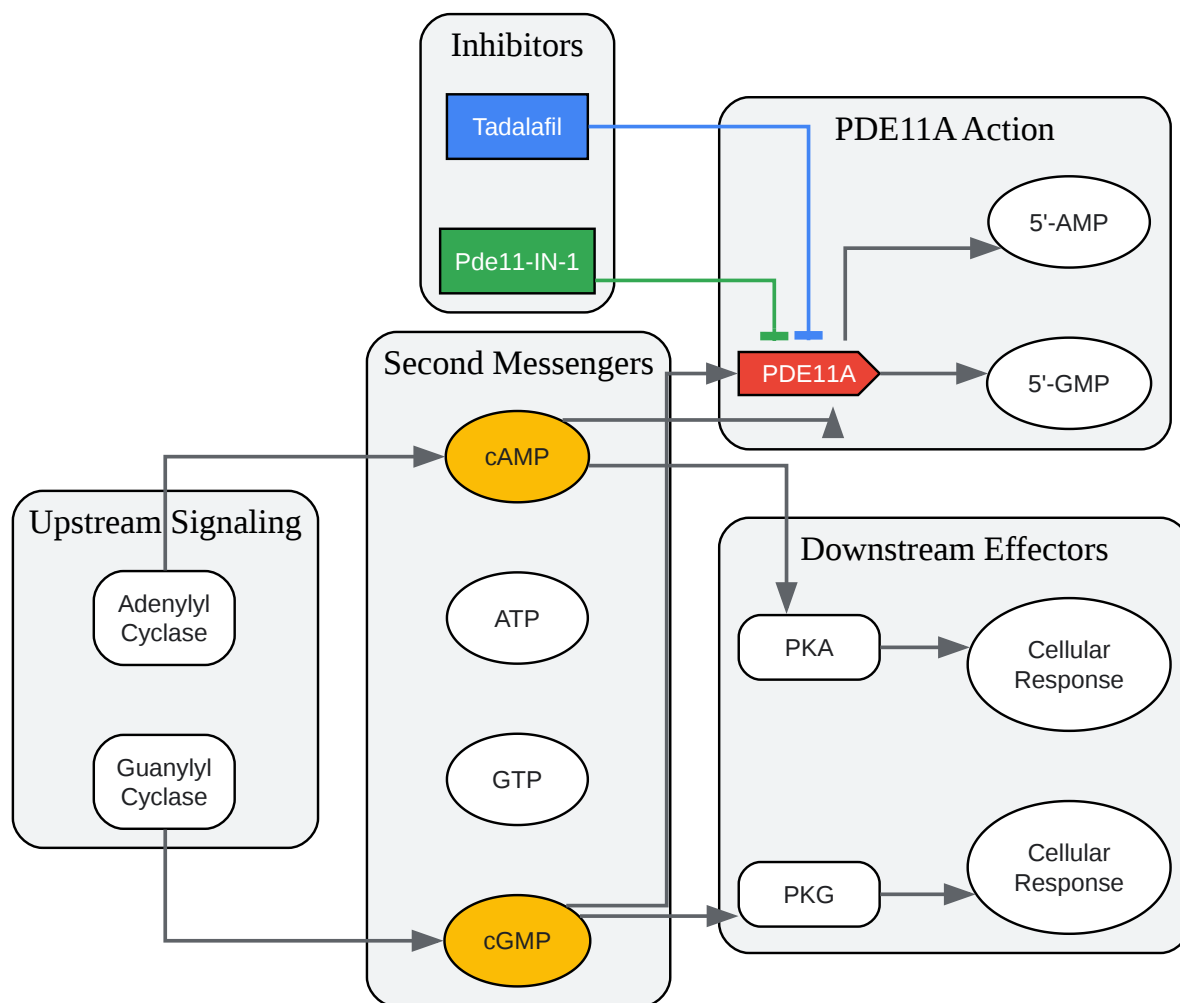 Inhibitors
Tadalafil
Pde11-IN-1
PDE11A Action
5'-AMP
PDE11A
5'-GMP
Second Messengers
cAMP
ATP
GTP
cGMP
Upstream Signaling
Adenylyl
Cyclase
Guanylyl
Cyclase
Downstream Effectors
PKA
Cellular
Response
PKG
Cellular
Response